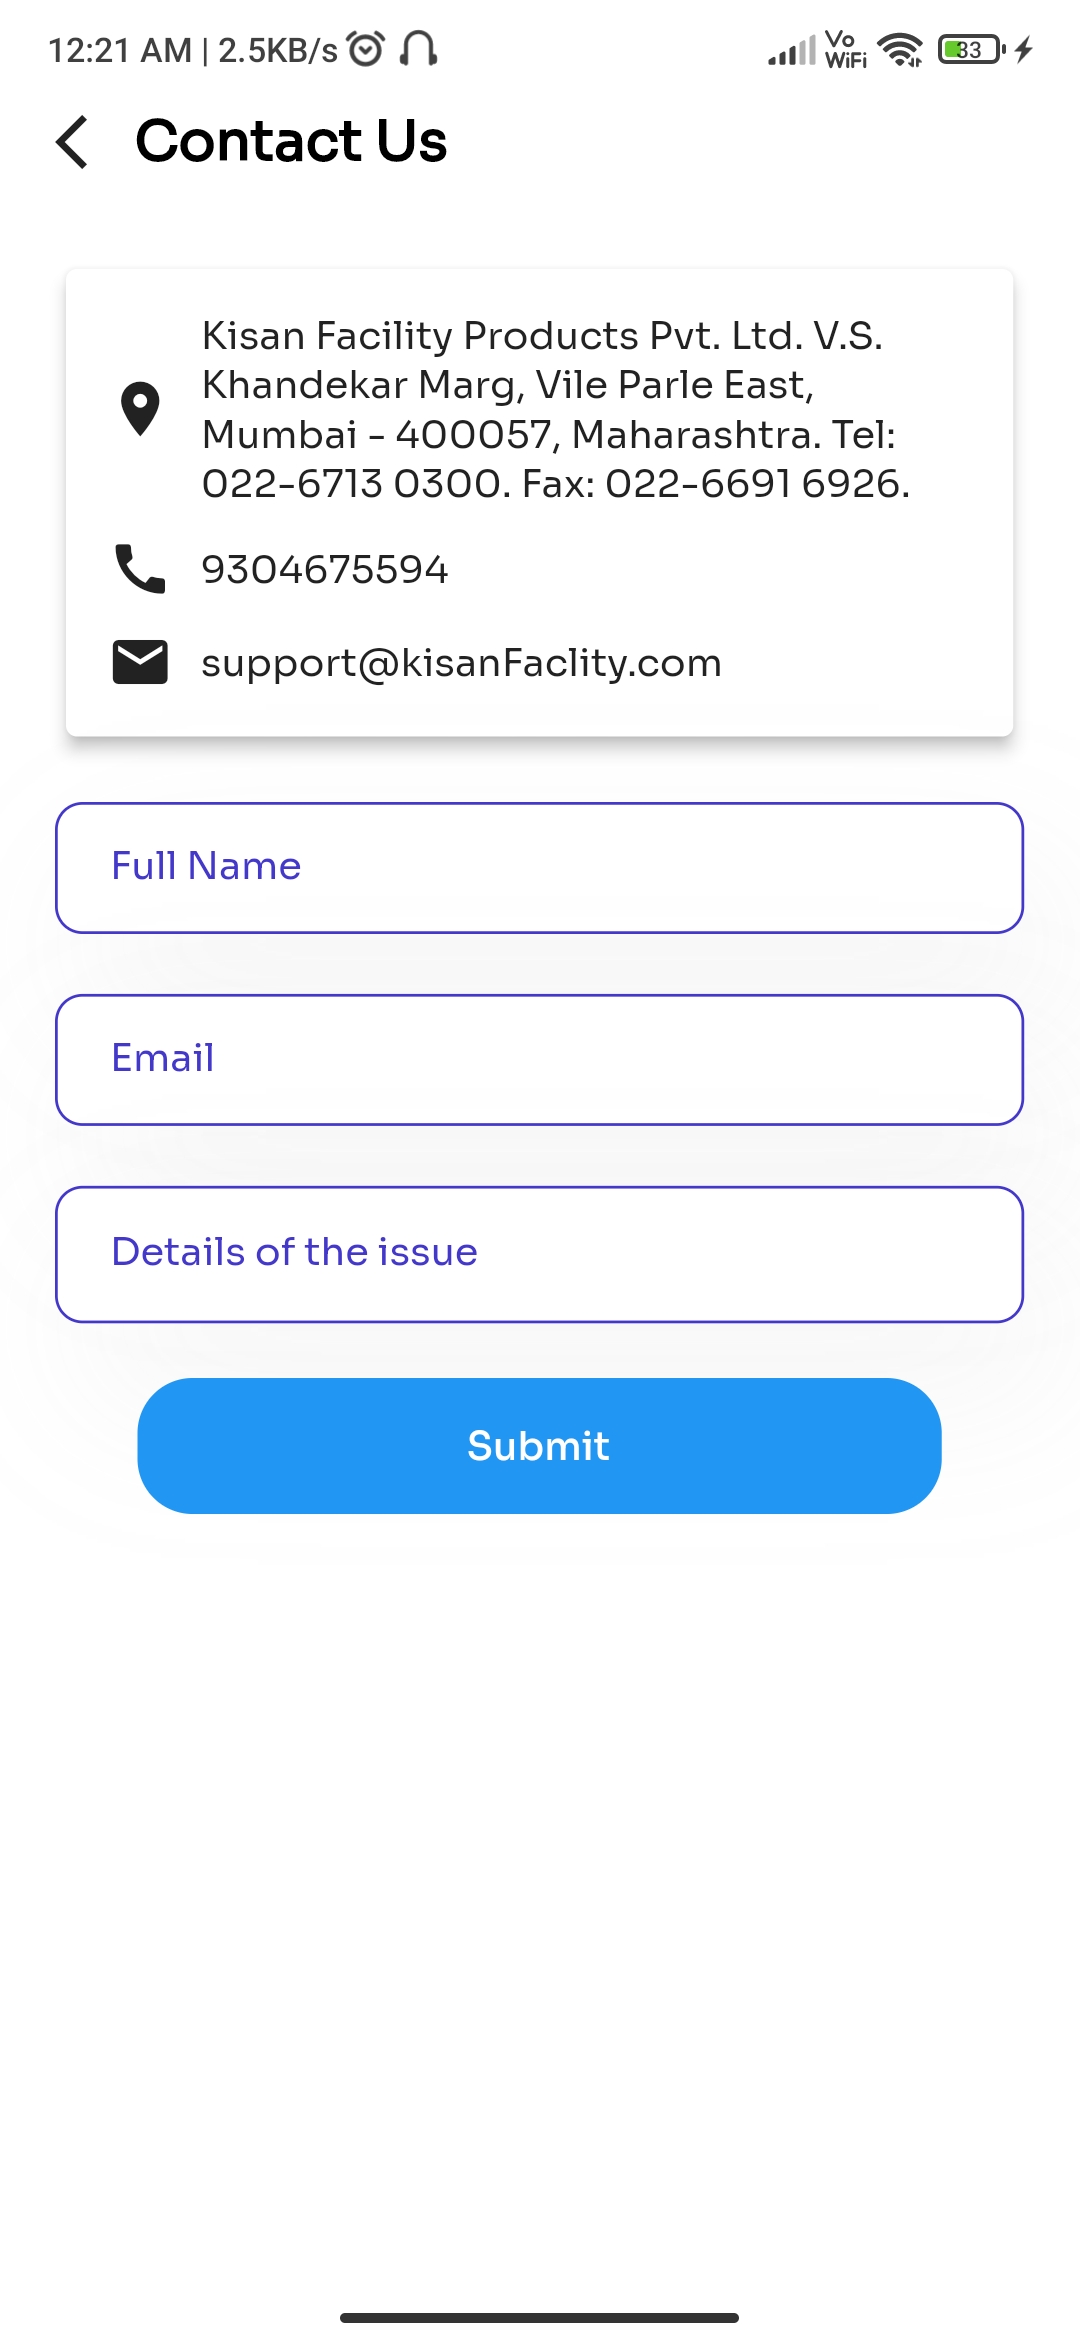 12:21 AM | 2.5KB/s
Vo
WiFi
33
Contact Us
Kisan Facility Products Pvt. Ltd. V.S.
Khandekar Marg, Vile Parle East,
Mumbai - 400057, Maharashtra. Tel:
022-6713 0300. Fax: 022-6691 6926.
9304675594
support@kisanFaclity.com
Full Name
Email
Details of the issue
Submit